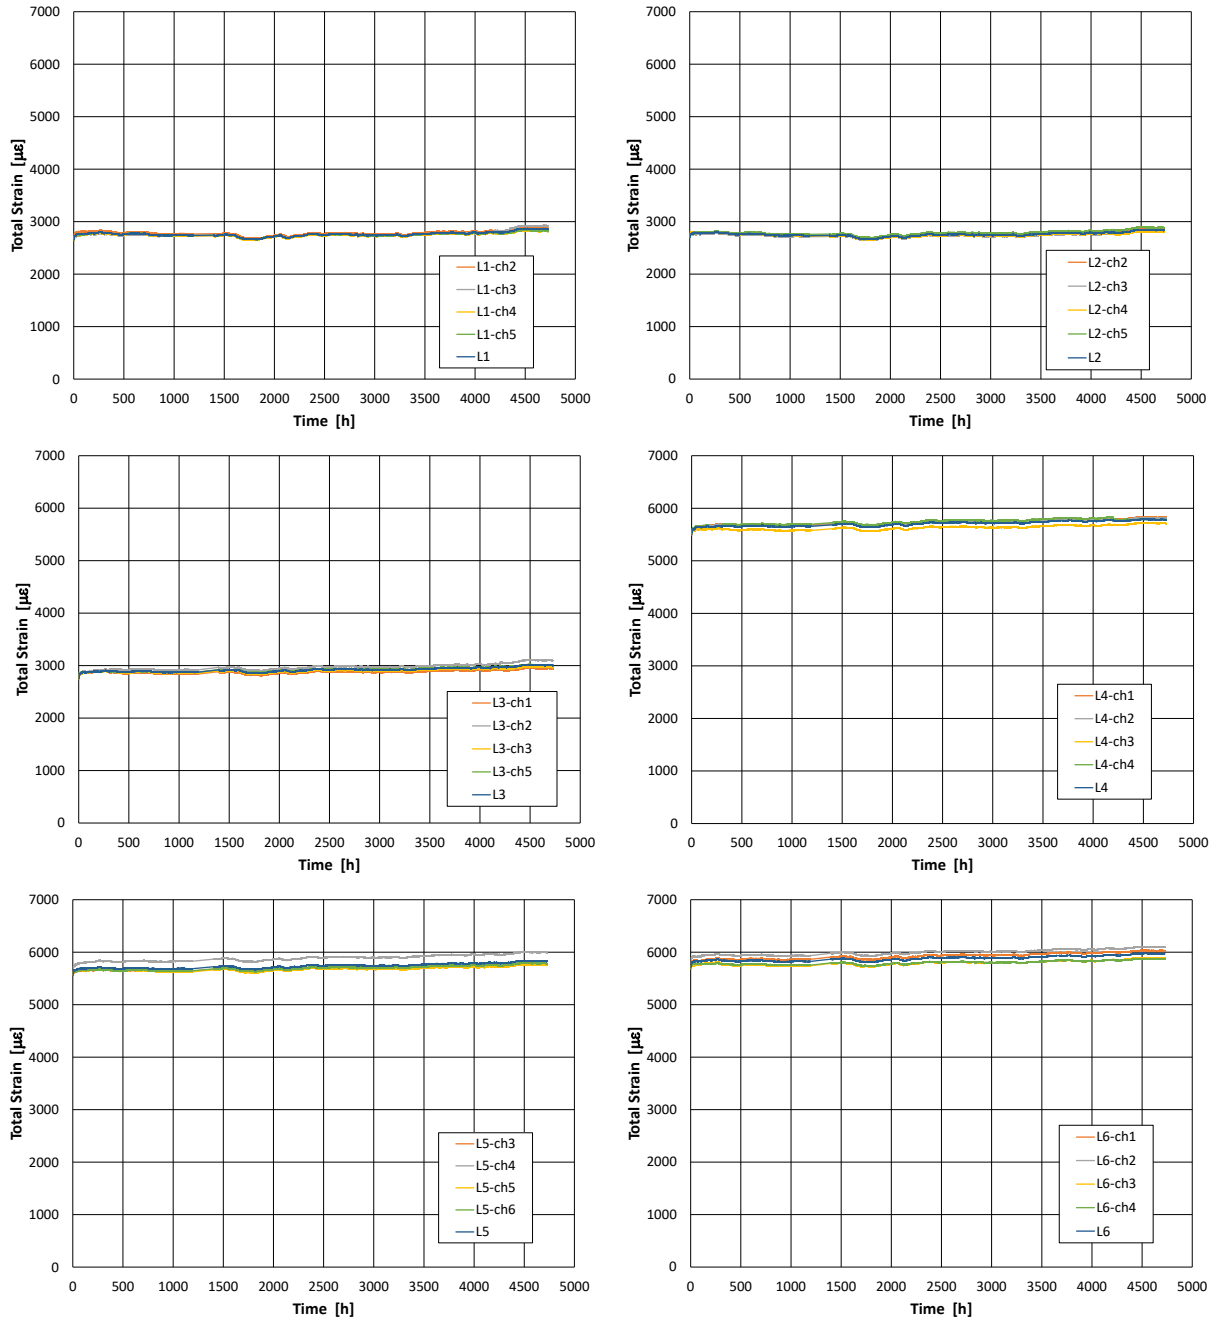 7000
6000
5000
4000
3000
2000
1000
0
Total Strain [µε]
L1-ch2
L1-ch3
L1-ch4
L1-ch5
L1
0 500 1000 1500 2000 2500 3000 3500 4000 4500 5000
Time [h]
7000
6000
5000
4000
3000
2000
1000
0
Total Strain [µε]
L2-ch2
L2-ch3
L2-ch4
L2-ch5
L2
0 500 1000 1500 2000 2500 3000 3500 4000 4500 5000
Time [h]
7000
6000
5000
4000
3000
2000
1000
0
Total Strain [µε]
L3-ch1
L3-ch2
L3-ch3
L3-ch5
L3
0 500 1000 1500 2000 2500 3000 3500 4000 4500 5000
Time [h]
7000
6000
5000
4000
3000
2000
1000
0
Total Strain [µε]
L4-ch1
L4-ch2
L4-ch3
L4-ch4
L4
0 500 1000 1500 2000 2500 3000 3500 4000 4500 5000
Time [h]
7000
6000
5000
4000
3000
2000
1000
0
Total Strain [µε]
L5-ch3
L5-ch4
L5-ch5
L5-ch6
L5
0 500 1000 1500 2000 2500 3000 3500 4000 4500 5000
Time [h]
7000
6000
5000
4000
3000
2000
1000
0
Total Strain [µε]
L6-ch1
L6-ch2
L6-ch3
L6-ch4
L6
0 500 1000 1500 2000 2500 3000 3500 4000 4500 5000
Time [h]